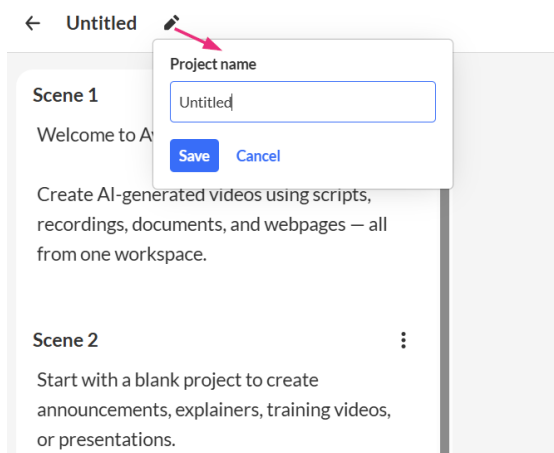 Untitled
Project name
Untitled
Save Cancel
Scene 1
Welcome to
Create AI-generated videos using scripts,
recordings, documents, and webpages — all
from one workspace.
Scene 2
Start with a blank project to create
announcements, explainers, training videos,
or presentations.